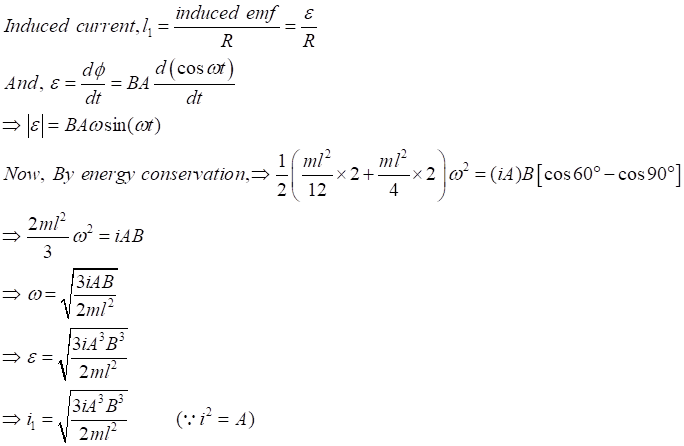 Induced current, l₁ = induced emf / R = ε / R
And, ε = dϕ / dt = BA d(cos ωt) / dt
⇒ |ε| = BAω sin(ωt)
Now, By energy conservation, ⇒ 1/2 (ml²/12 × 2 + ml²/4 × 2) ω² = (iA)B[cos 60° − cos 90°]
⇒ 2ml²/3 ω² = iAB
⇒ ω = √(3iAB / 2ml²)
⇒ ε = √(3iA³B³ / 2ml²)
⇒ i₁ = √(3iA³B³ / 2ml²) (∵ i² = A)